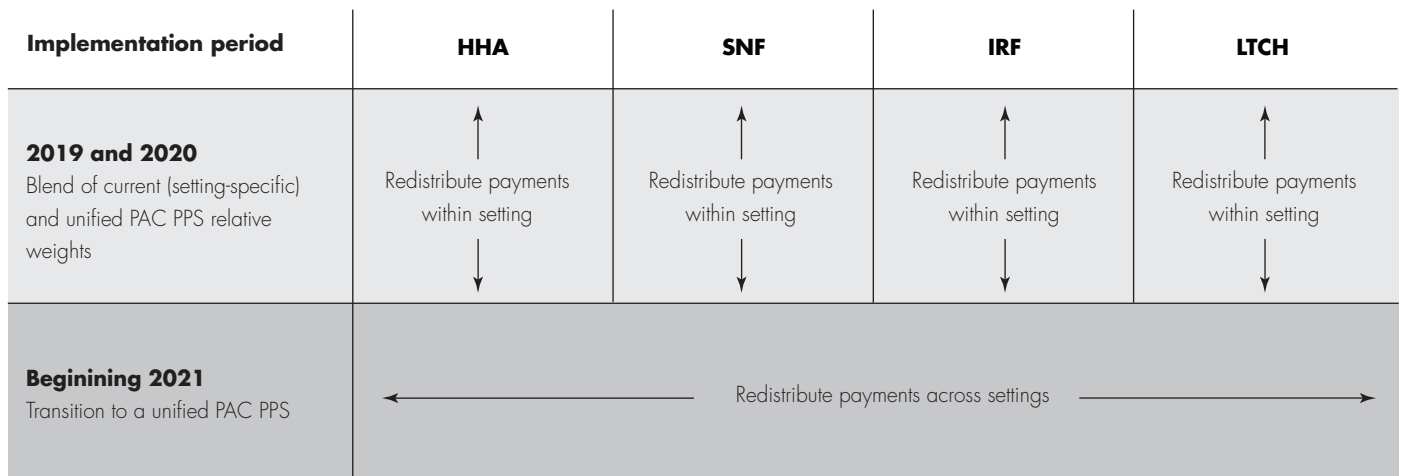 Implementation period HHA SNF IRF LTCH
2019 and 2020
Blend of current (setting-specific)
and unified PAC PPS relative
weights
Redistribute payments
within setting
Redistribute payments
within setting
Redistribute payments
within setting
Redistribute payments
within setting
Beginining 2021
Transition to a unified PAC PPS
Redistribute payments across settings